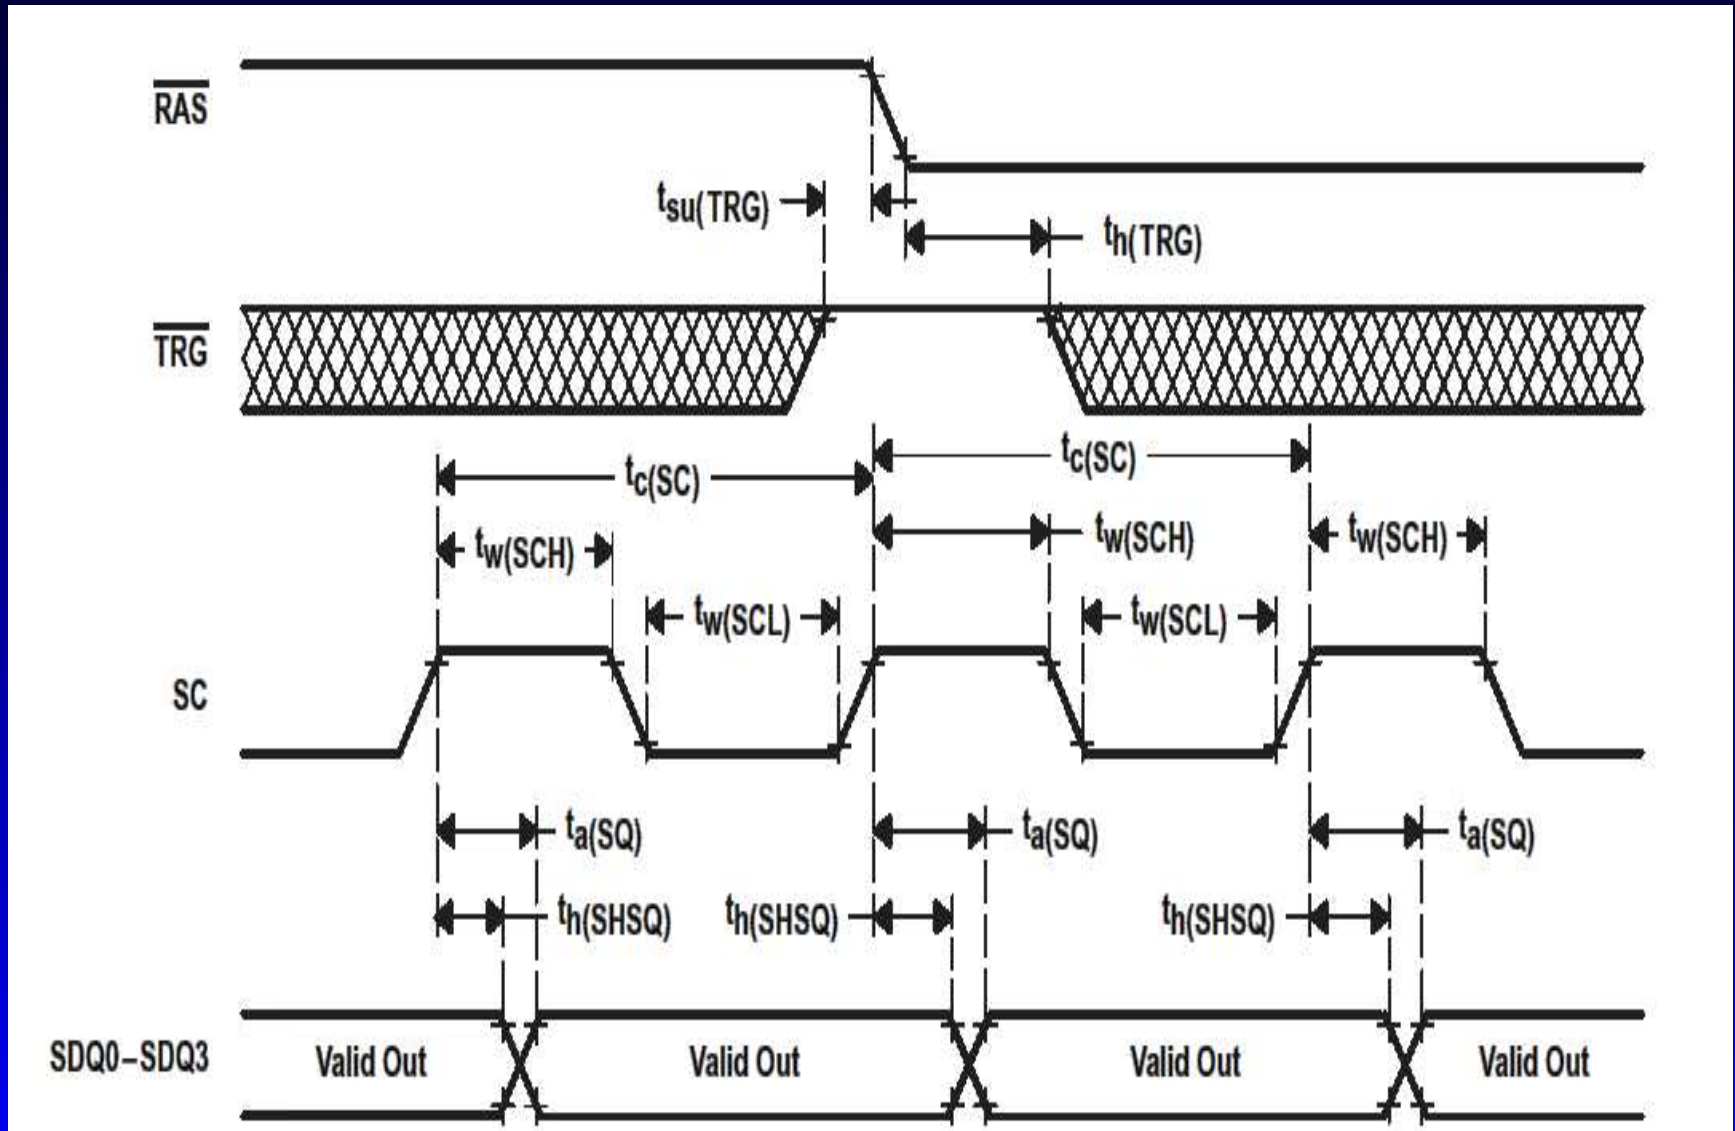 RAS
tsu(TRG)
th(TRG)
TRG
tc(SC)
tc(SC)
tw(SCH)
tw(SCH)
tw(SCH)
tw(SCL)
tw(SCL)
SC
ta(SQ)
ta(SQ)
ta(SQ)
th(SHSQ)
th(SHSQ)
th(SHSQ)
SDQ0–SDQ3
Valid Out
Valid Out
Valid Out
Valid Out